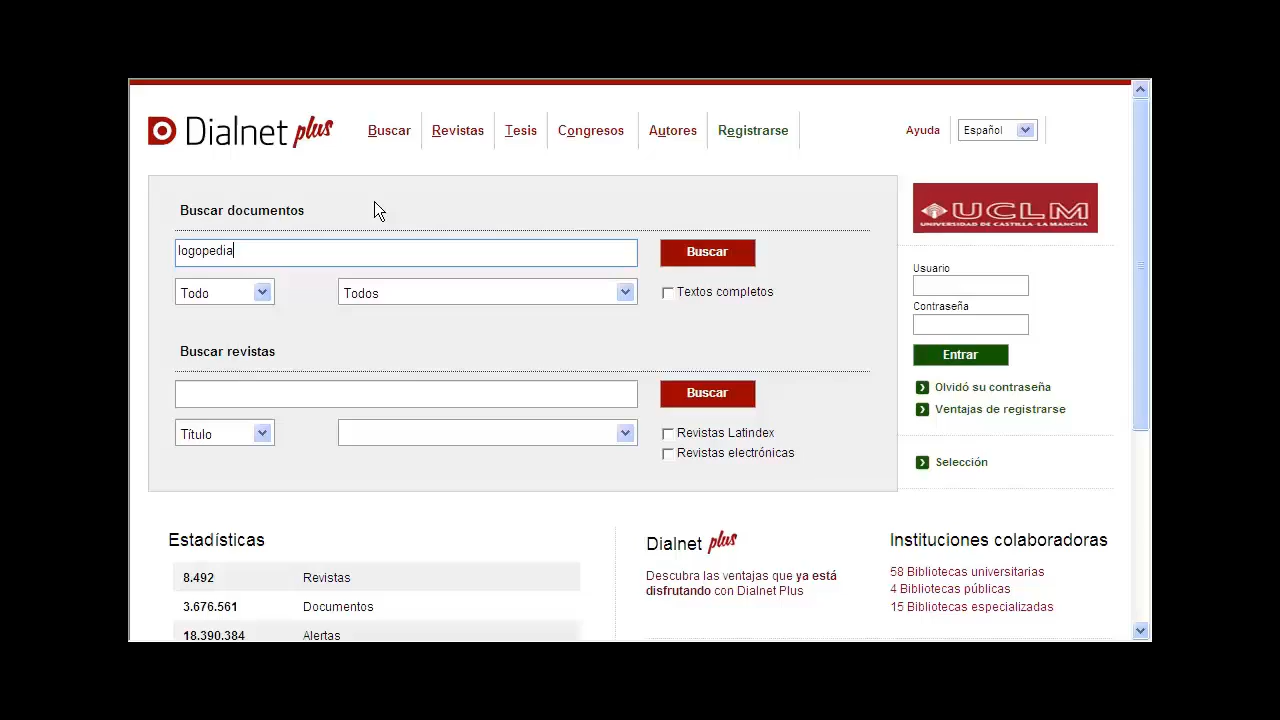 Dialnet plus
Buscar
Revistas
Tesis
Congresos
Autores
Registrarse
Ayuda
Español
Buscar documentos
logopedia
Buscar
Todo
Todos
Textos completos
Buscar revistas
Buscar
Título
Revistas Latindex
Revistas electrónicas
UCLM
UNIVERSIDAD DE CASTILLA-LA MANCHA
Usuario
Contraseña
Entrar
Olvidó su contraseña
Ventajas de registrarse
Selección
Estadísticas
8.492 Revistas
3.676.561 Documentos
18.390.384 Alertas
Dialnet plus
Descubra las ventajas que ya está
disfrutando con Dialnet Plus
Instituciones colaboradoras
58 Bibliotecas universitarias
4 Bibliotecas públicas
15 Bibliotecas especializadas